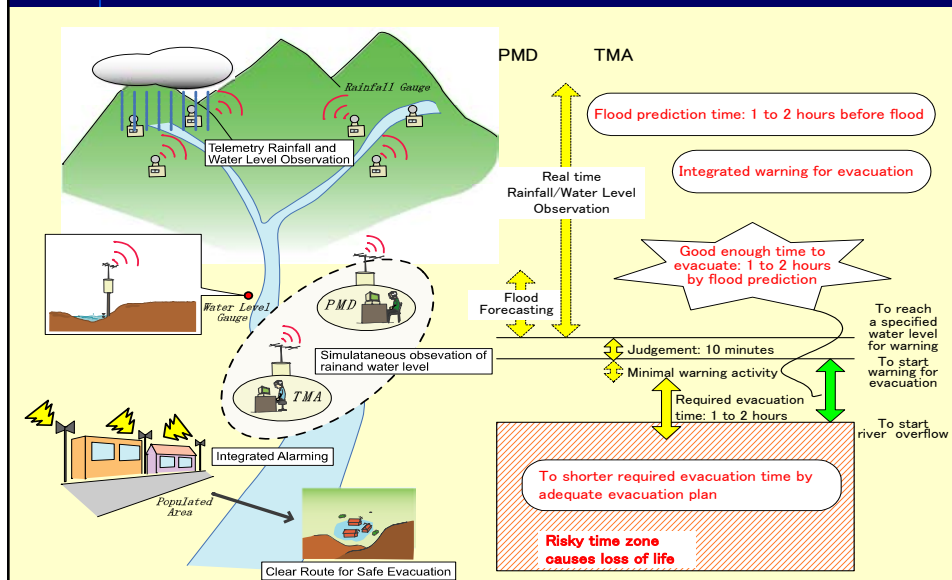 PMD
TMA
Rainfall Gauge
Flood prediction time: 1 to 2 hours before flood
Telemetry Rainfall and
Water Level Observation
Integrated warning for evacuation
Real time
Rainfall/Water Level
Observation
Good enough time to
evacuate: 1 to 2 hours
by flood prediction
Water Level
Gauge
PMD
Flood
Forecasting
To reach
a specified
water level
for warning
Simulataneous obsevation of
rainand water level
Judgement: 10 minutes
To start
warning for
evacuation
Minimal warning activity
TMA
Required evacuation
time: 1 to 2 hours
To start
river overflow
Integrated Alarming
To shorter required evacuation time by
adequate evacuation plan
Populated
Area
Risky time zone
causes loss of life
Clear Route for Safe Evacuation